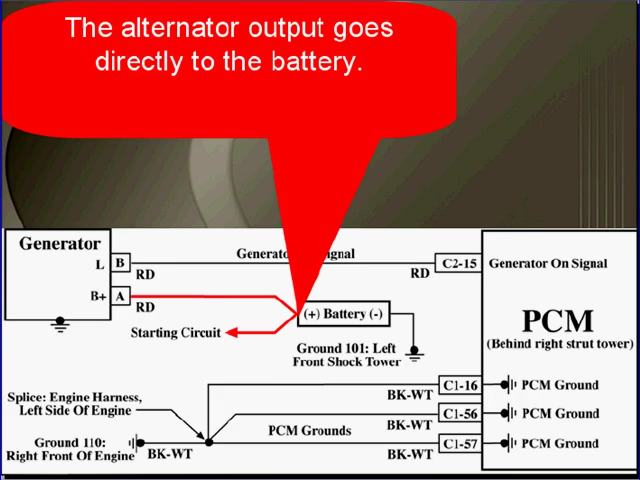 The alternator output goes
directly to the battery.
Generator
L
B
RD
B+
A
RD
Signal
RD
C2-15
Generator On Signal
(+) Battery (-)
Starting Circuit
PCM
(Behind right strut tower)
Ground 101: Left
Front Shock Tower
C1-16
PCM Ground
BK-WT
Splice: Engine Harness,
Left Side Of Engine
C1-56
PCM Ground
BK-WT
PCM Grounds
Ground 110:
Right Front Of Engine
BK-WT
C1-57
PCM Ground
BK-WT